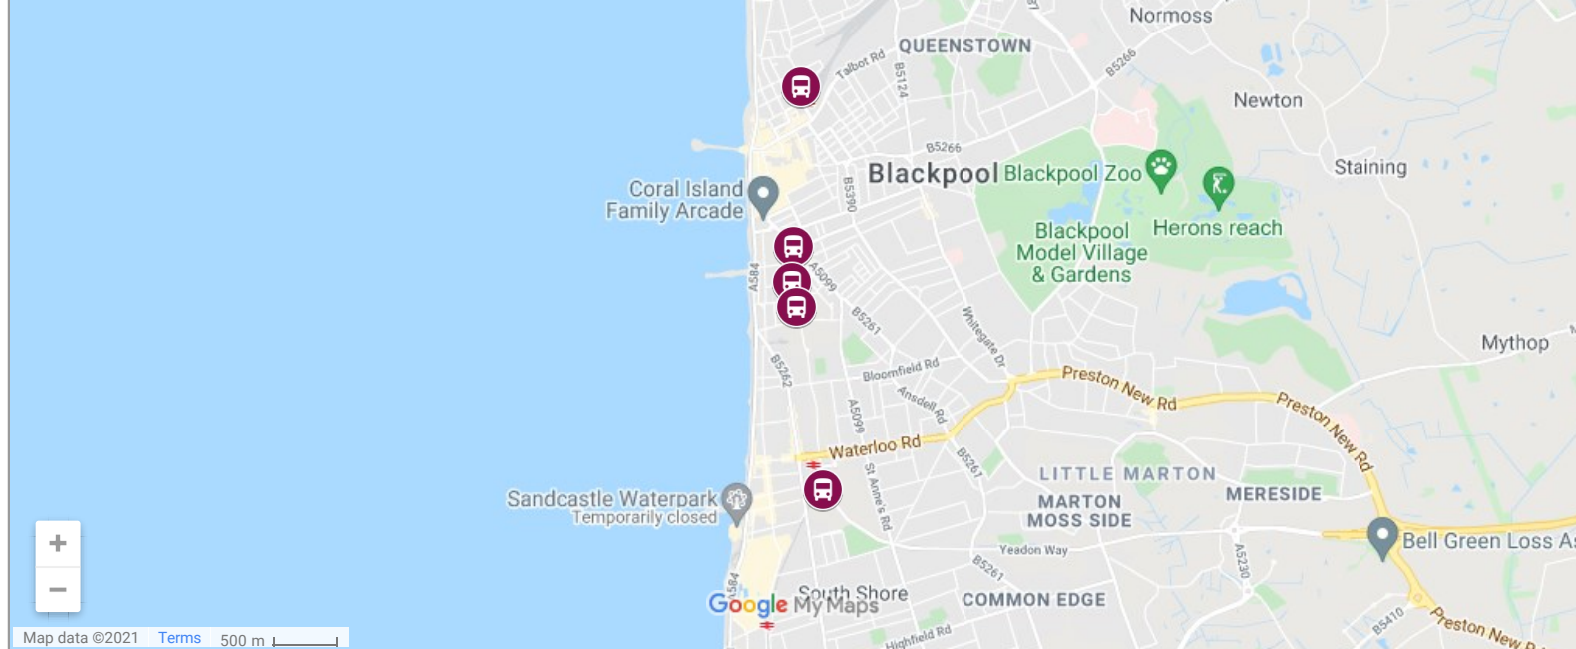 Normoss
QUEENSTOWN
Talbot Rd
B5124
B5266
Newton
B5266
Blackpool
Blackpool Zoo
Staining
Coral Island
Family Arcade
B5390
Herons reach
Blackpool
Model Village
& Gardens
A584
A5099
B5261
Whitegate Dr
Mythop
B5262
Bloomfield Rd
Preston New Rd
Ansdell Rd
Preston New Rd
A5099
Waterloo Rd
B5261
St Anne's Rd
LITTLE MARTON
MERESIDE
MARTON
MOSS SIDE
Sandcastle Waterpark
Temporarily closed
+
Bell Green Loss As
Yeadon Way
A5230
B5261
A584
−
South Shore
COMMON EDGE
Google My Maps
B5410
Preston New R
Highfield Rd
Map data ©2021 Terms 500 m